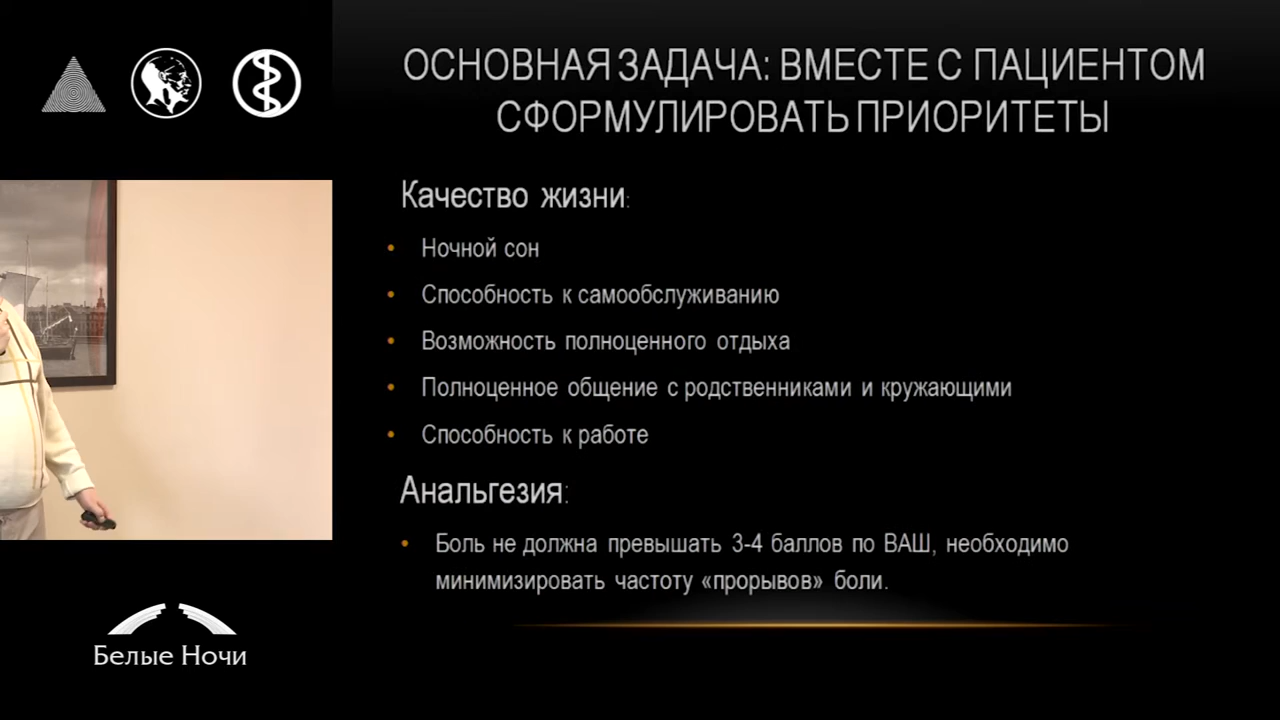 ОСНОВНАЯ ЗАДАЧА: ВМЕСТЕ С ПАЦИЕНТОМ
СФОРМУЛИРОВАТЬ ПРИОРИТЕТЫ
Качество жизни:
• Ночной сон
• Способность к самообслуживанию
• Возможность полноценного отдыха
• Полноценное общение с родственниками и кружающими
• Способность к работе
Анальгезия:
• Боль не должна превышать 3-4 баллов по ВАШ, необходимо
минимизировать частоту «прорывов» боли.
Белые Ночи